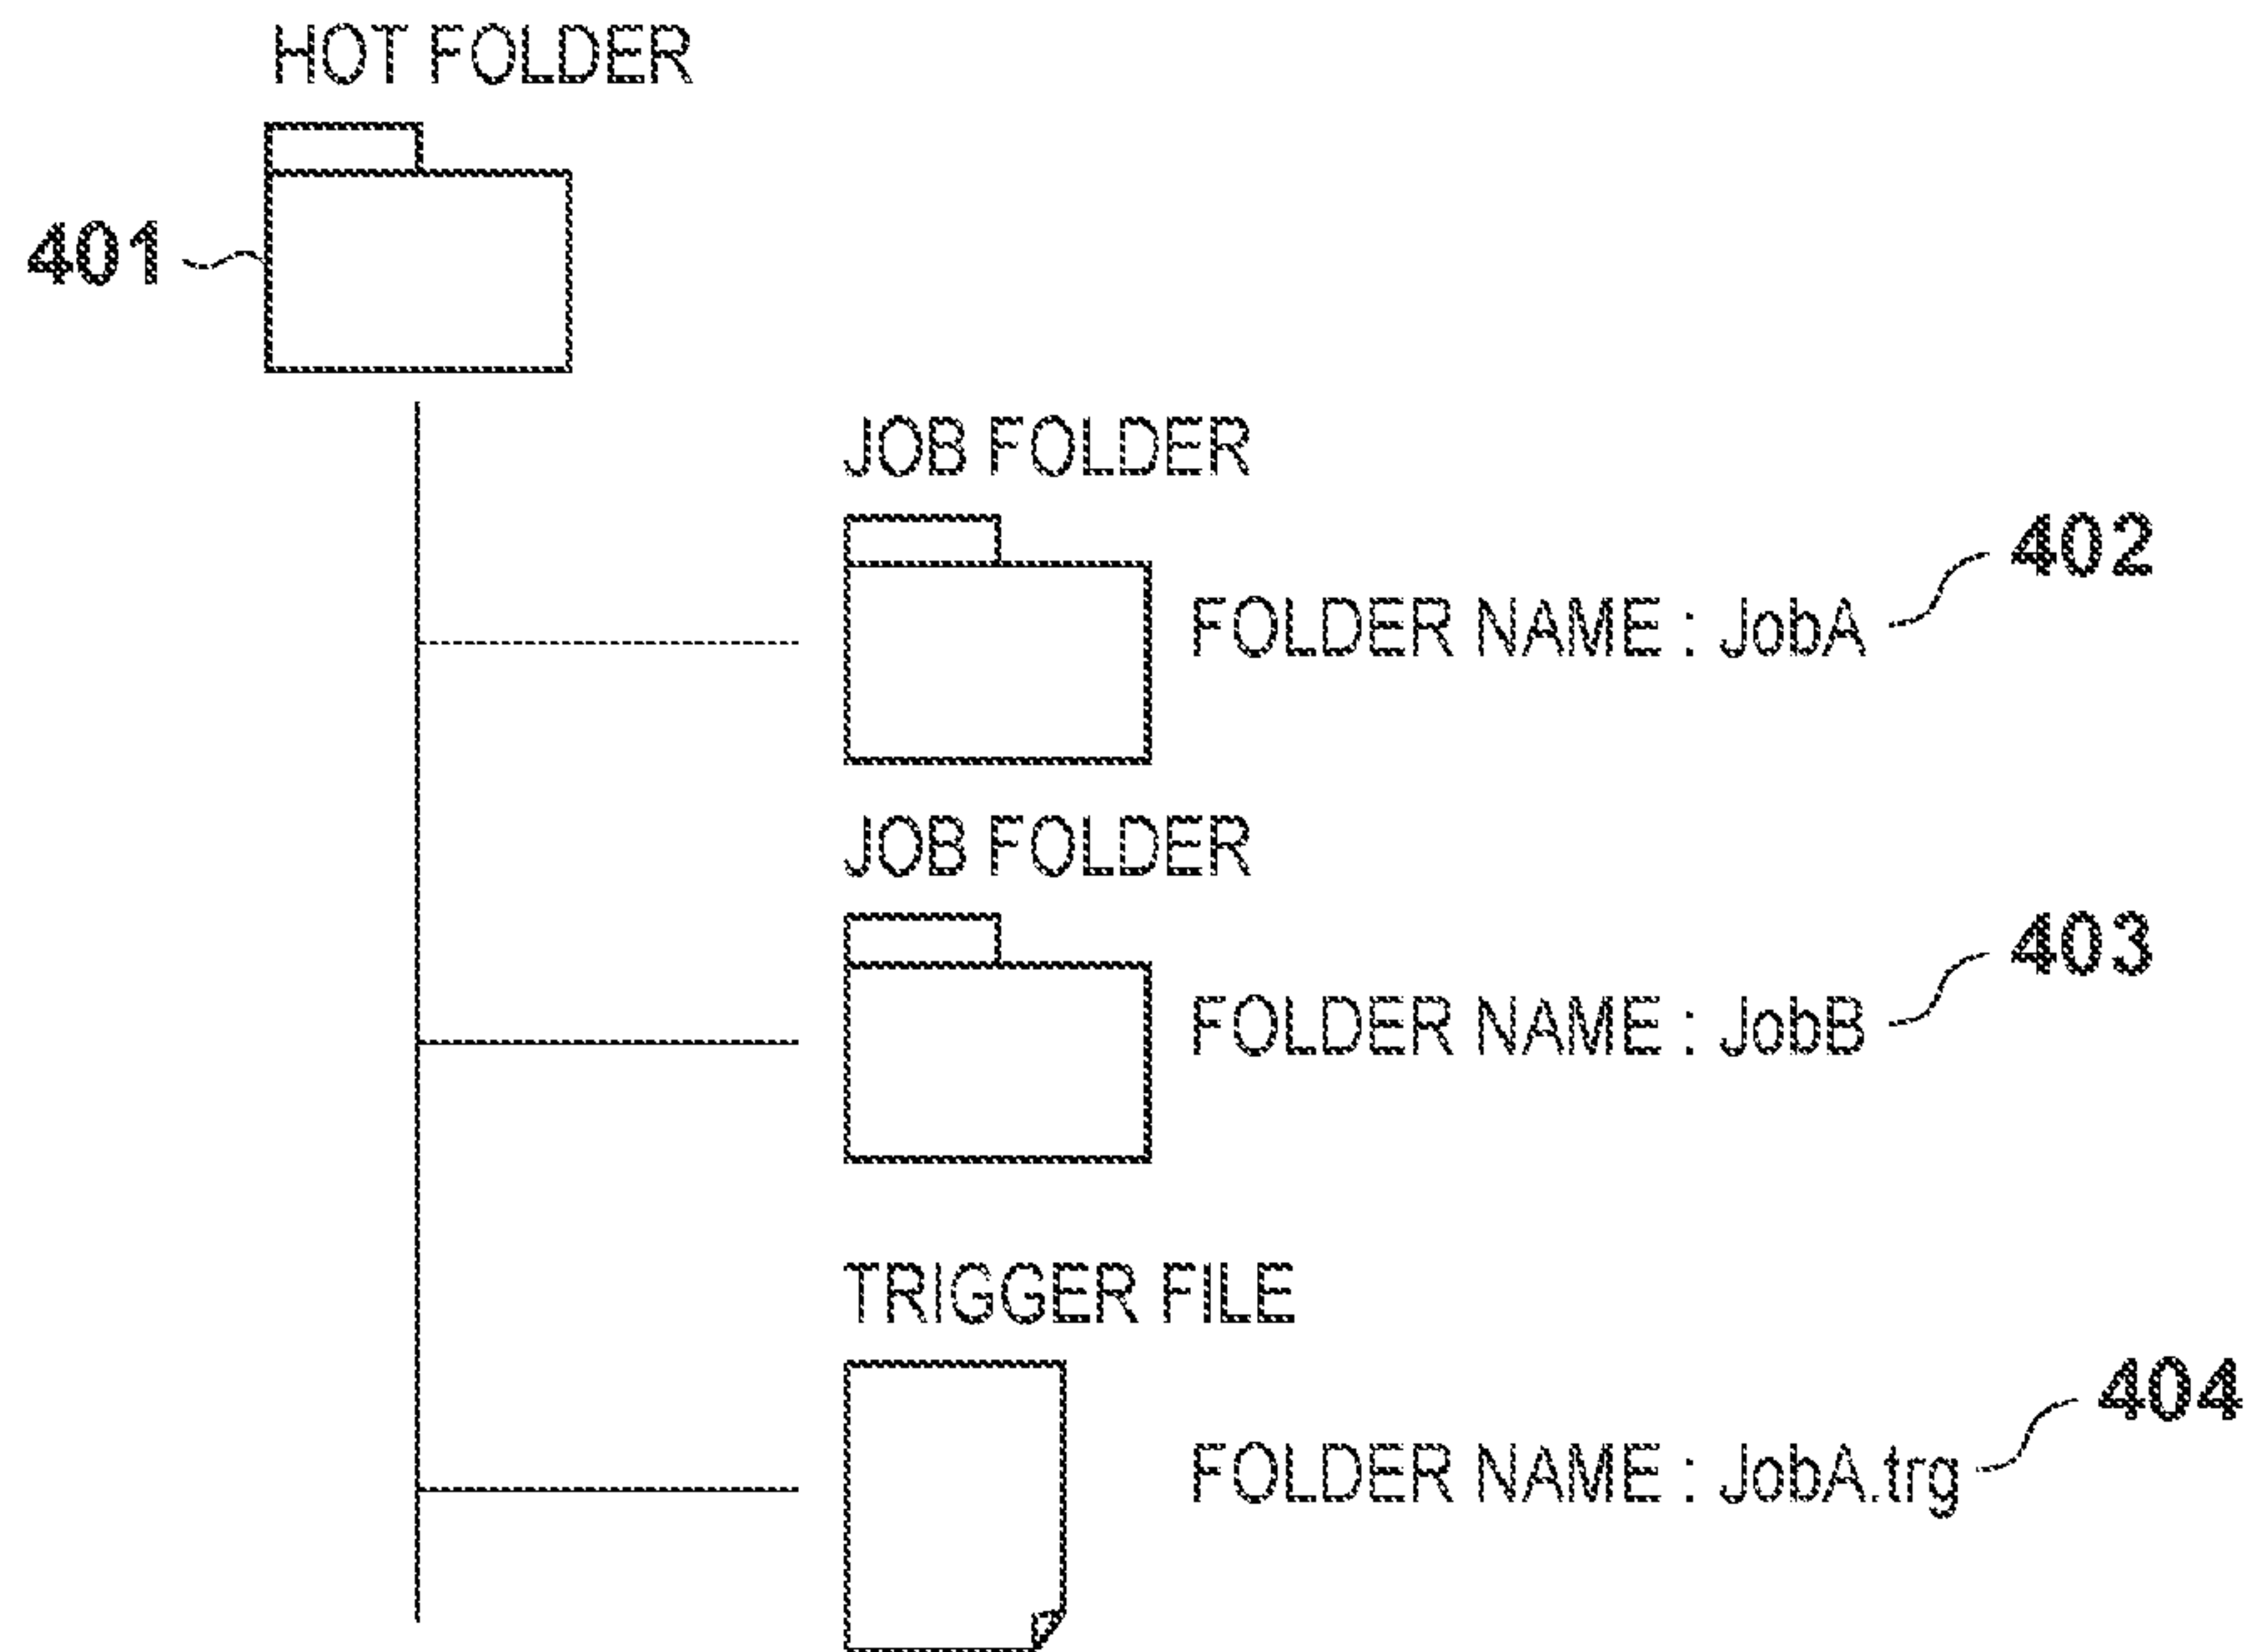 HOT FOLDER
401
JOB FOLDER
402
FOLDER NAME : JobA
JOB FOLDER
403
FOLDER NAME : JobB
TRIGGER FILE
404
FOLDER NAME : JobA.trg